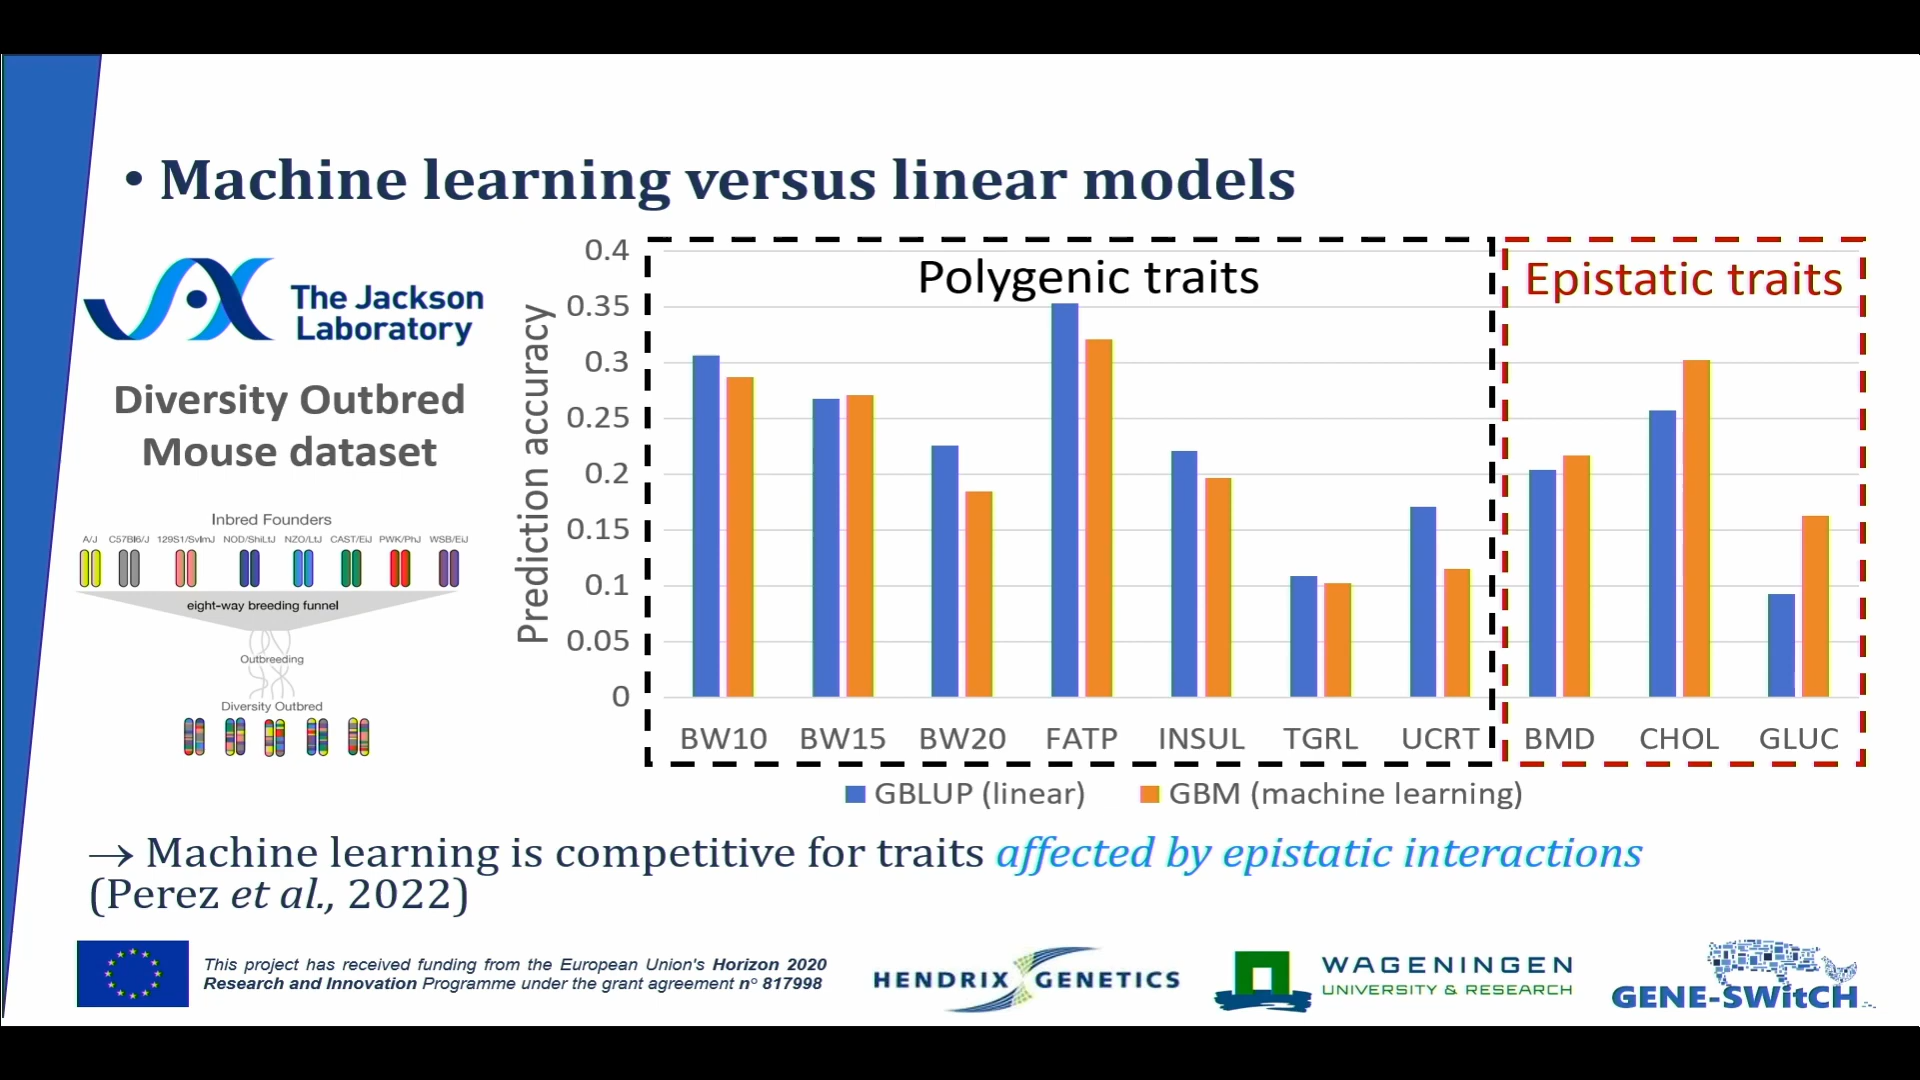 • Machine learning versus linear models
The Jackson
Laboratory
Diversity Outbred
Mouse dataset
Inbred Founders
A/J C57Bl6/J 129S1/SvImJ NOD/ShiLtJ NZO/LtJ CAST/EiJ PWK/PhJ WSB/EiJ
eight-way breeding funnel
Outbreeding
Diversity Outbred
Prediction accuracy
0.4
0.35
0.3
0.25
0.2
0.15
0.1
0.05
0
Polygenic traits
Epistatic traits
BW10 BW15 BW20 FATP INSUL TGRL UCRT BMD CHOL GLUC
GBLUP (linear) GBM (machine learning)
→ Machine learning is competitive for traits affected by epistatic interactions
(Perez et al., 2022)
This project has received funding from the European Union's Horizon 2020
Research and Innovation Programme under the grant agreement n° 817998
HENDRIX GENETICS
WAGENINGEN
UNIVERSITY & RESEARCH
GENE-SWitCH